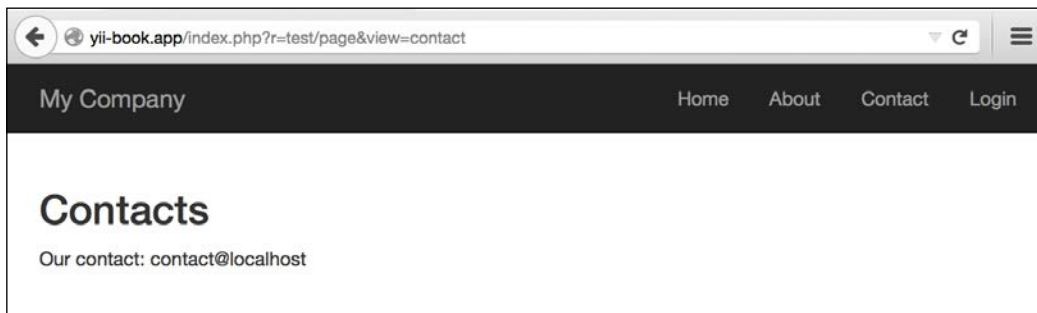 yii-book.app/index.php?r=test/page&view=contact
My Company Home About Contact Login
Contacts
Our contact: contact@localhost